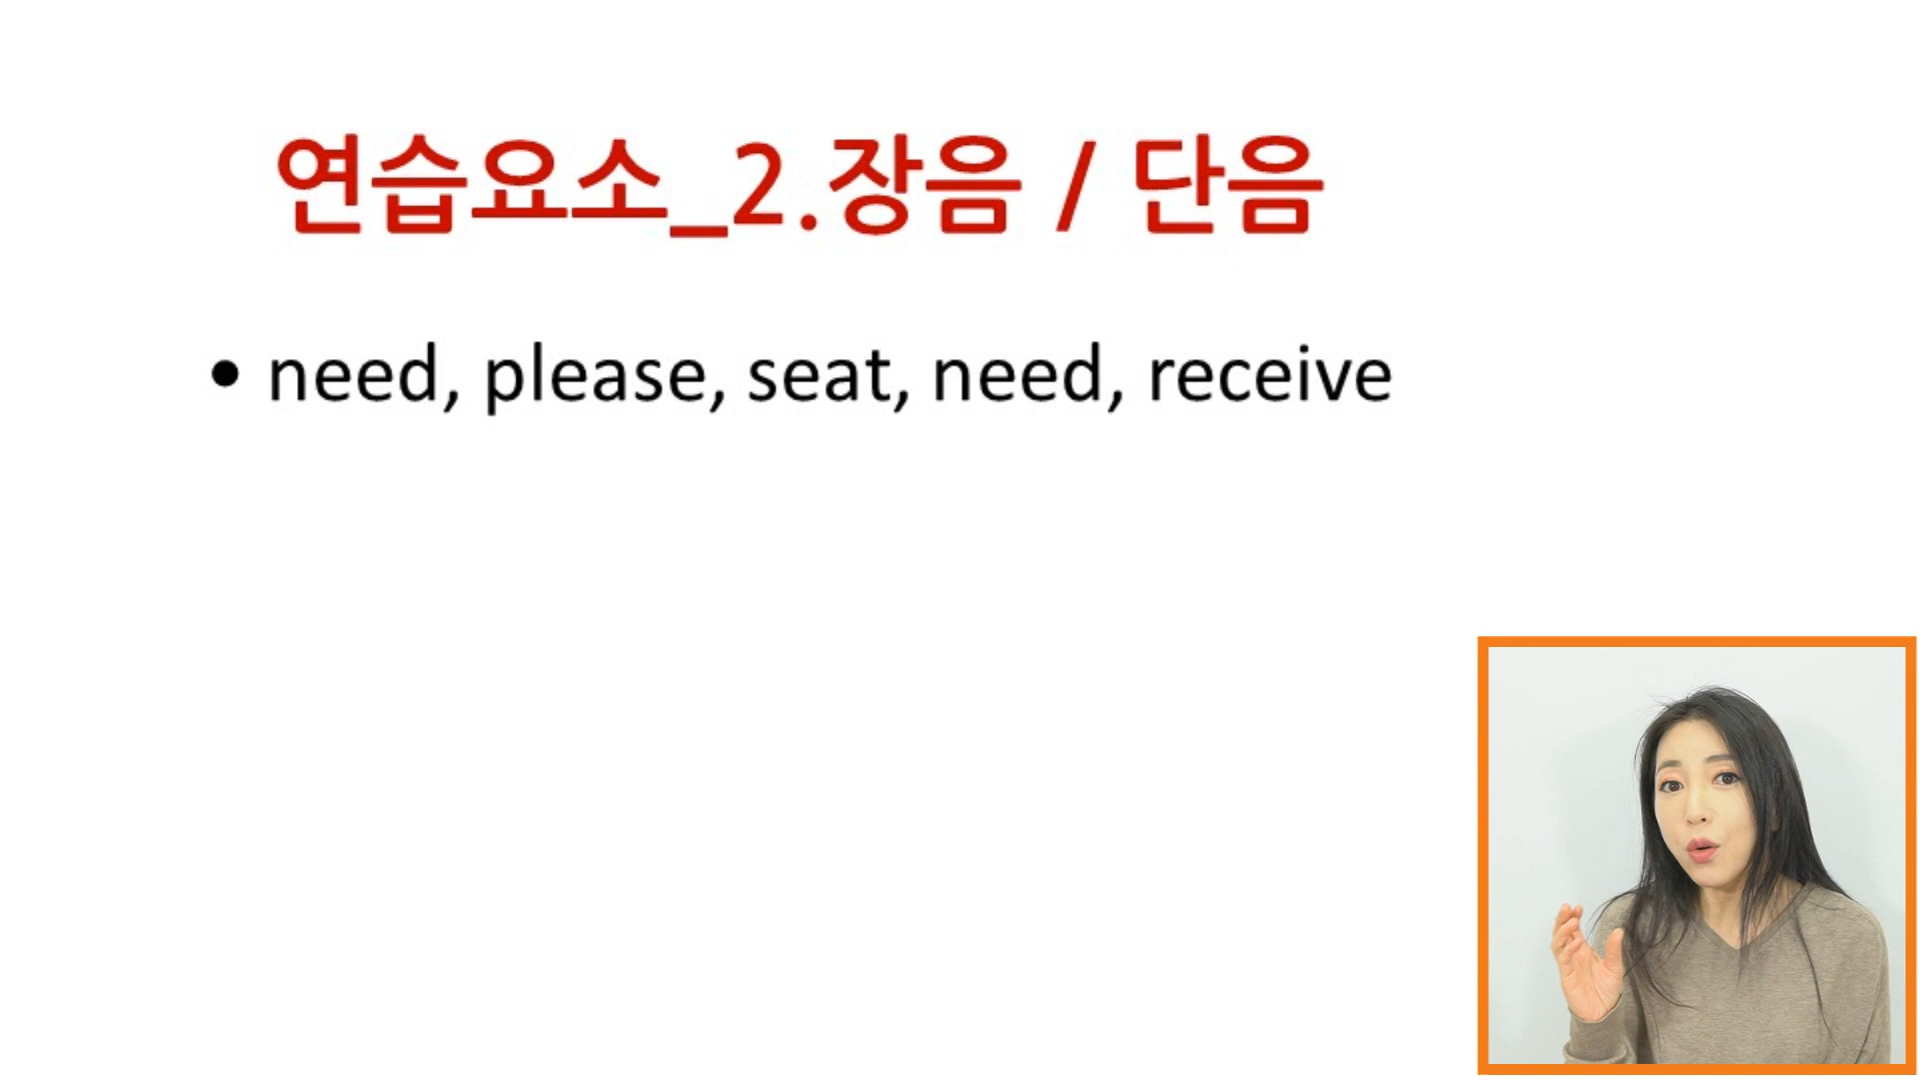 연습요소_2.장음 / 단음
• need, please, seat, need, receive